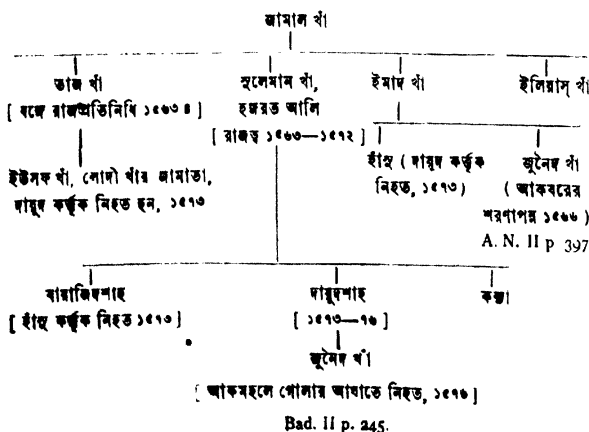 জামাল খাঁ
তাজ খাঁ
[ বঙ্গে রাজপ্রতিনিধি ১৫৬৩৪ ]
ইউসফ খাঁ, লোদী খাঁর জামাতা,
দায়ুদ কর্ত্তৃক নিহত হন, ১৫৭৩
সুলেমান খাঁ,
হজরত আলি
[ রাজত্ব ১৫৬৩—১৫৭২ ]
ইমাদ খাঁ
ইলিয়াস্ খাঁ
হাঁসু ( দায়ুদ কর্ত্তৃক
নিহত, ১৫৭৩ )
জুনৈদ খাঁ
( আকবরের
শরণাপন্ন ১৫৬৬ )
A. N. II p 397
বায়াজিদশাহ
[ হাঁসু কর্ত্তৃক নিহত ১৫৭৩ ]
দায়ুদশাহ
[ ১৫৭৩—৭৬ ]
কন্যা
জুনৈদ খাঁ
[ আকমহলে গোলার আঘাতে নিহত, ১৫৭৬ ]
Bad. II p. 245.